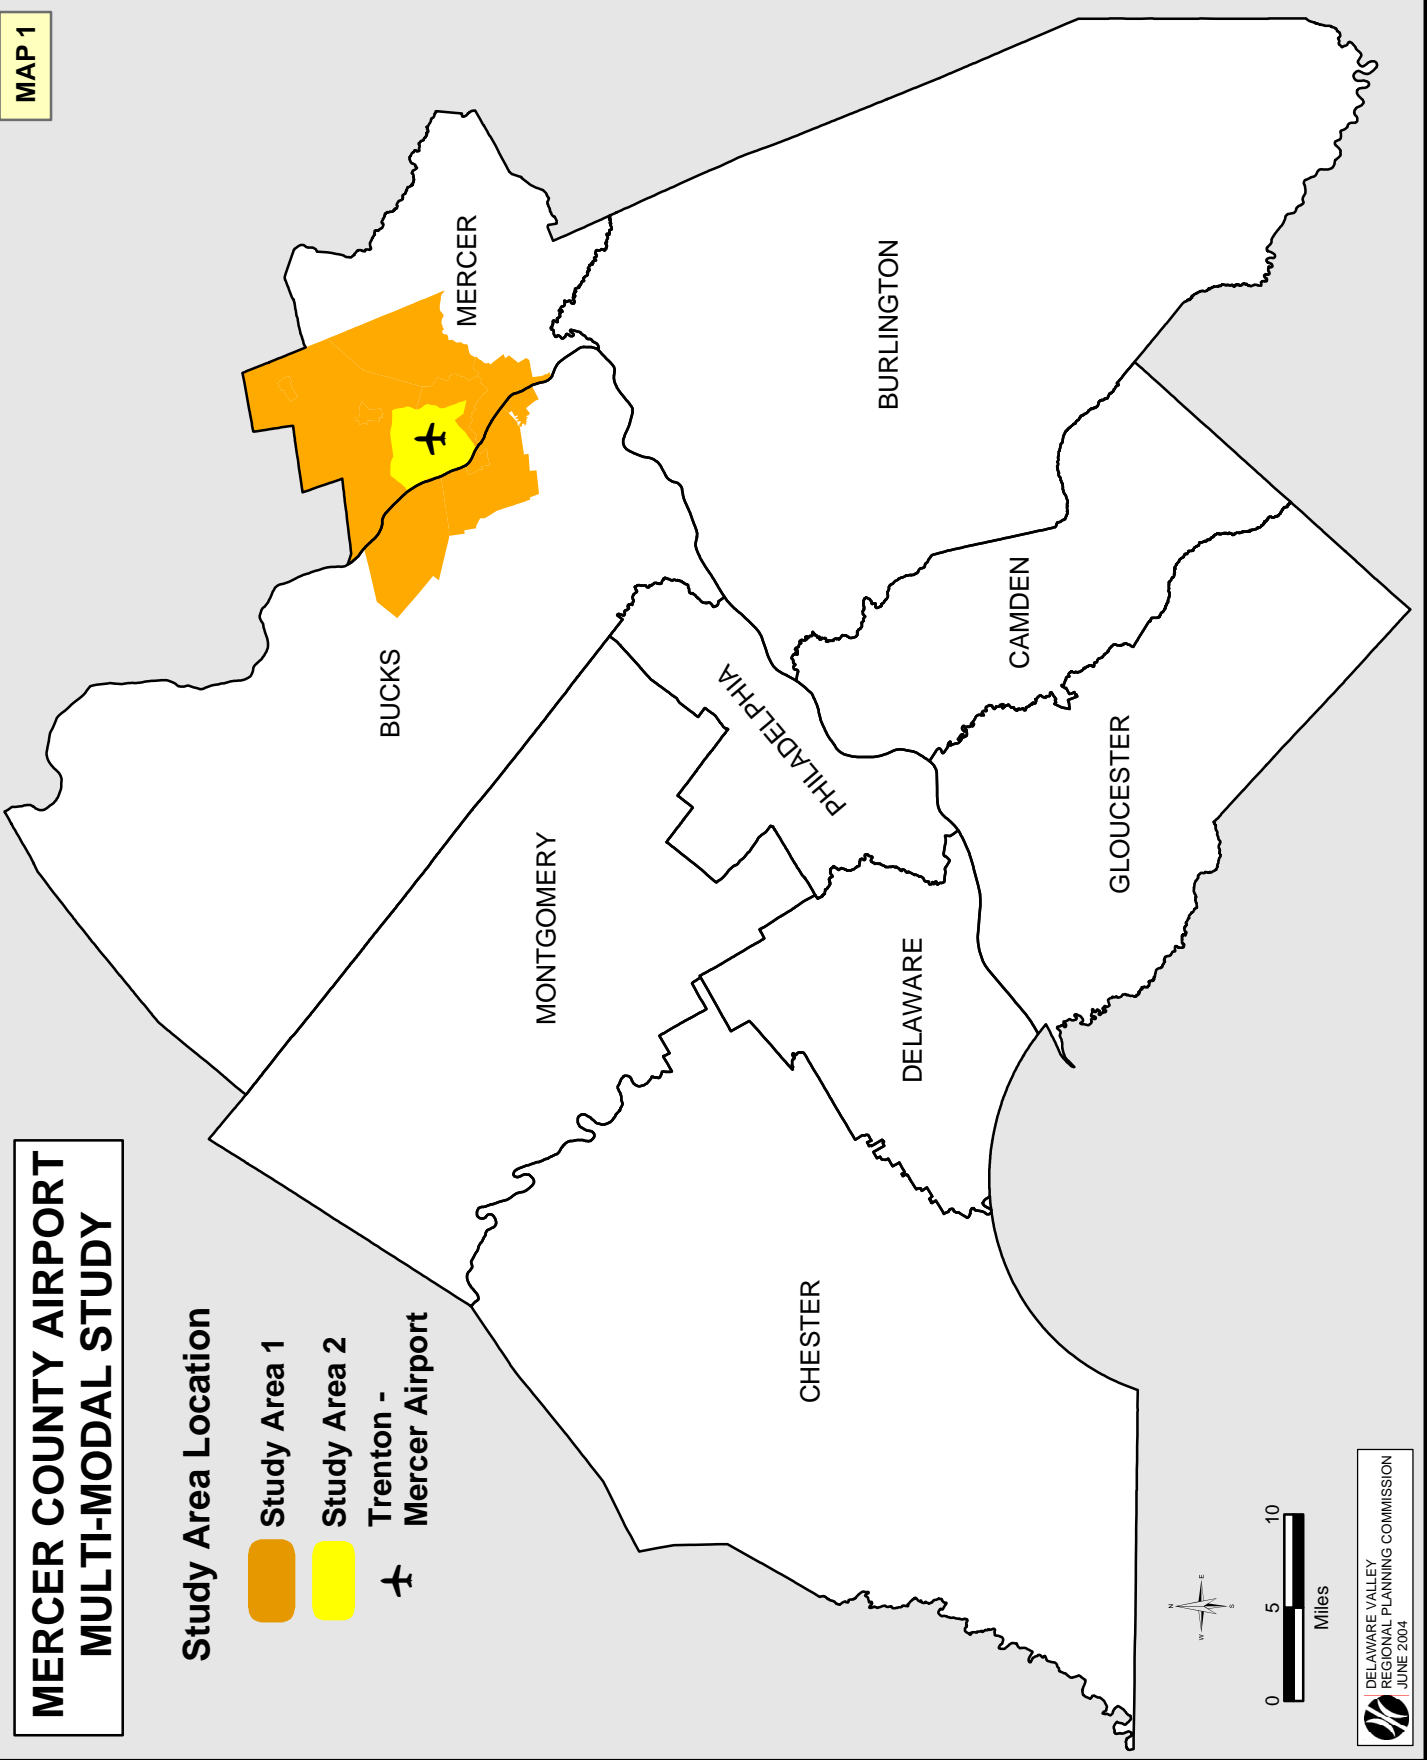 MAP 1
MERCER COUNTY AIRPORT
MULTI-MODAL STUDY
Study Area Location
Study Area 1
Study Area 2
Trenton -
Mercer Airport
BUCKS
MERCER
MONTGOMERY
PHILADELPHIA
BURLINGTON
CHESTER
DELAWARE
CAMDEN
GLOUCESTER
N
W
E
S
0 5 10
Miles
DELAWARE VALLEY
REGIONAL PLANNING COMMISSION
JUNE 2004